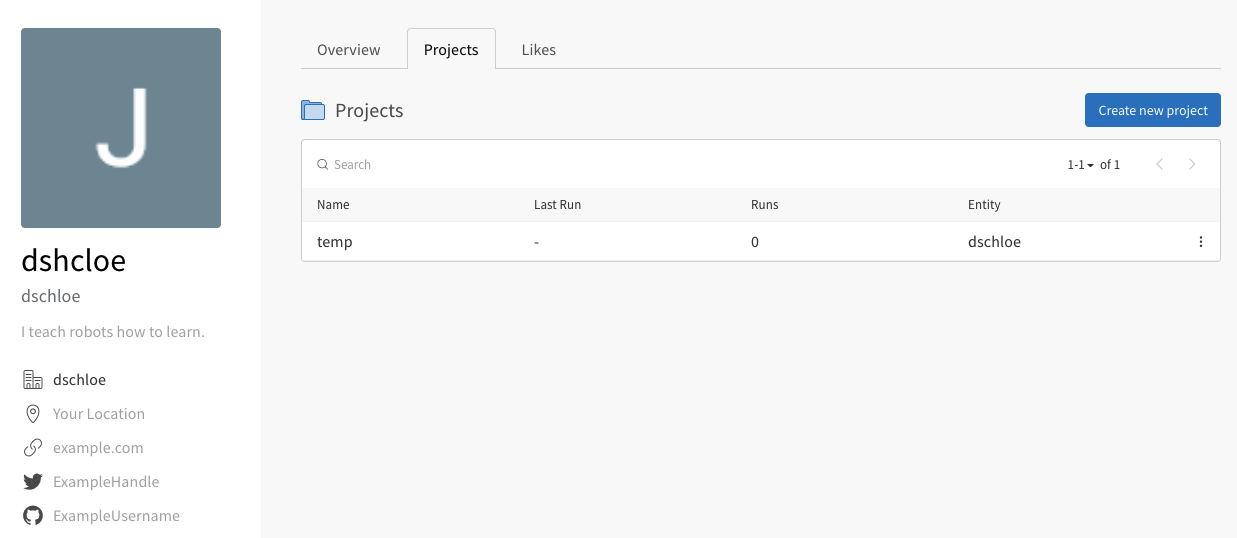 J
dshcloe
dschloe
I teach robots how to learn.
dschloe
Your Location
example.com
ExampleHandle
ExampleUsername
Overview Projects Likes
Projects Create new project
Search 1-1 of 1
Name Last Run Runs Entity
temp - 0 dschloe